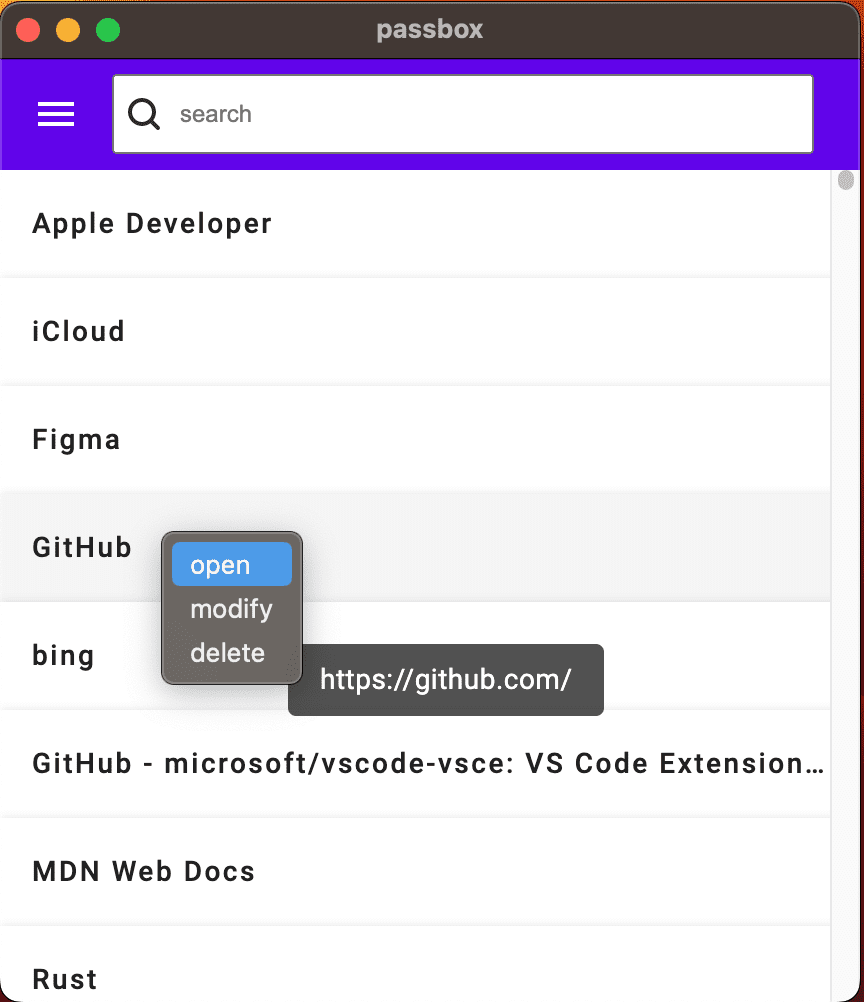 passbox
search
Apple Developer
iCloud
Figma
GitHub
open
modify
delete
bing
https://github.com/
GitHub - microsoft/vscode-vsce: VS Code Extension…
MDN Web Docs
Rust